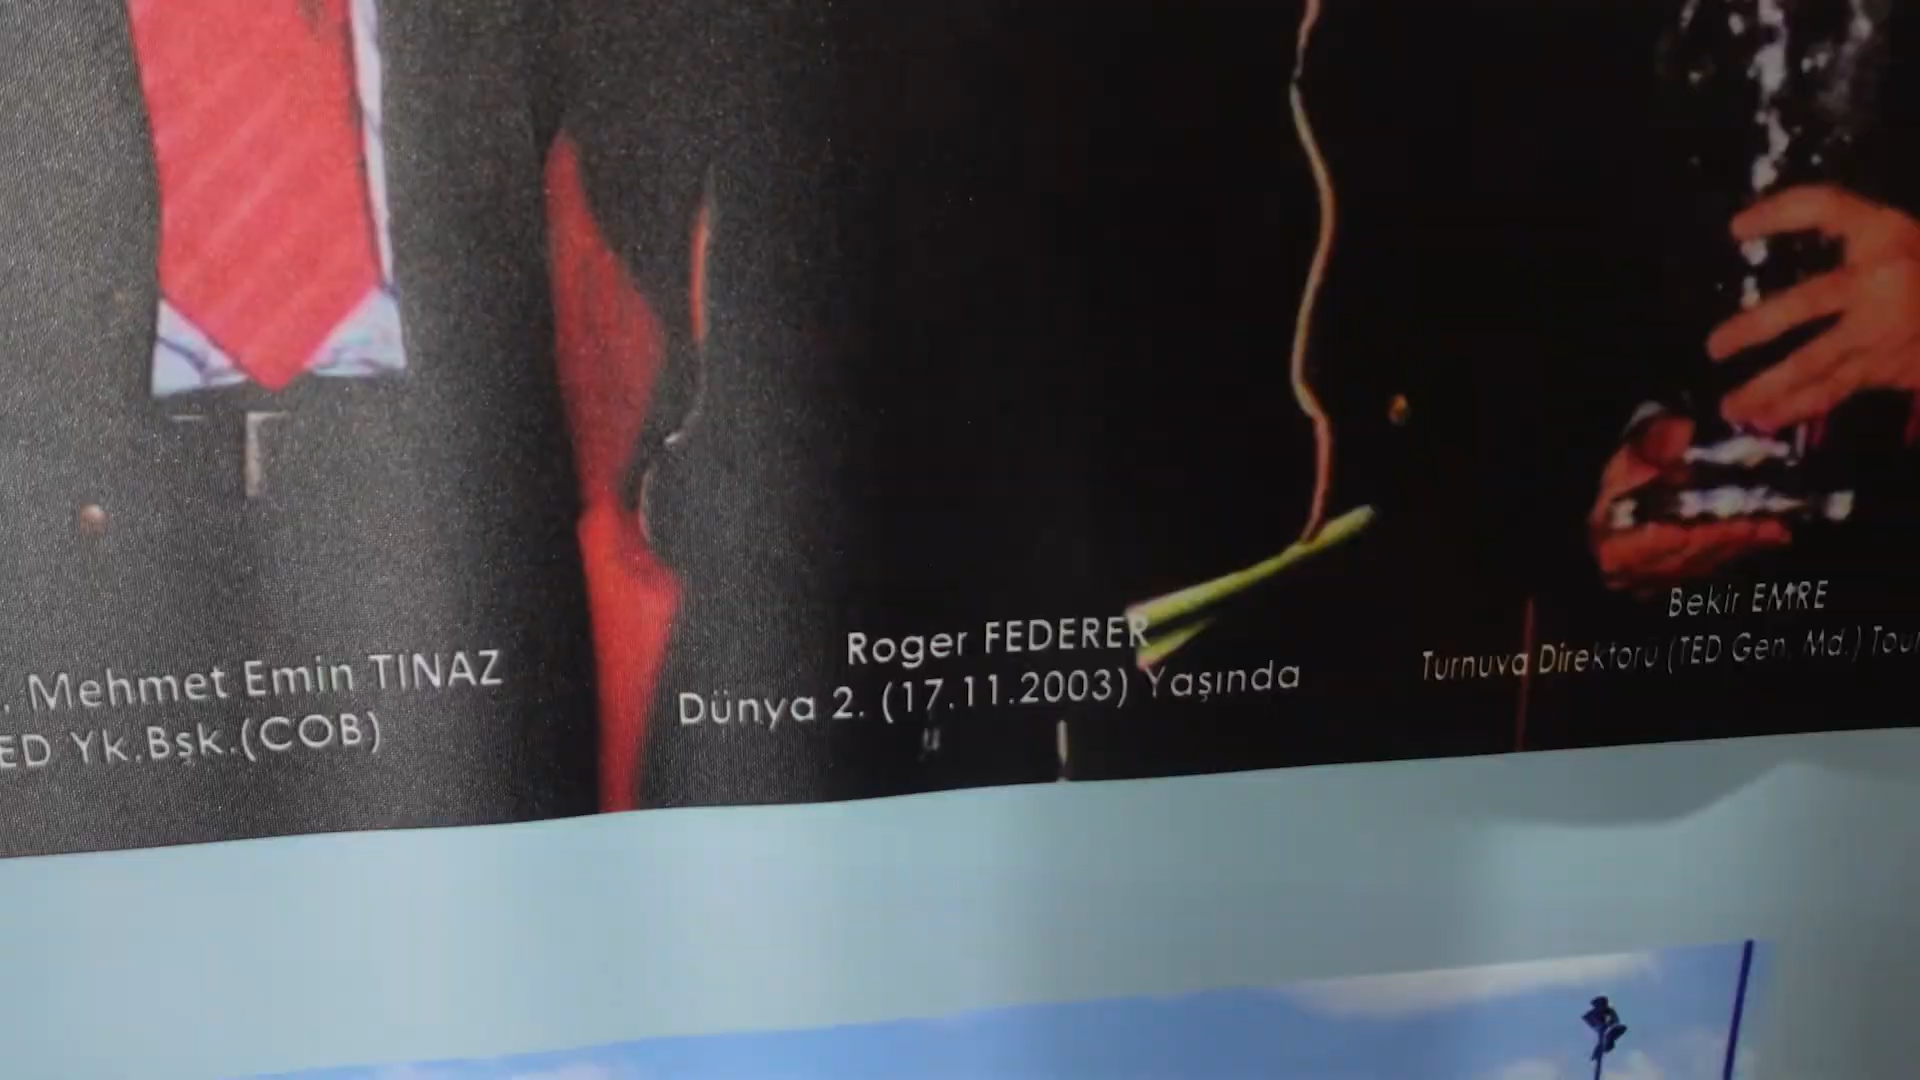 . Mehmet Emin TINAZ
ED Yk.Bşk.(COB)
Roger FEDERER
Dünya 2. (17.11.2003) Yaşında
Bekir EMRE
Turnuva Direktörü (TED Gen. Md.) Tour